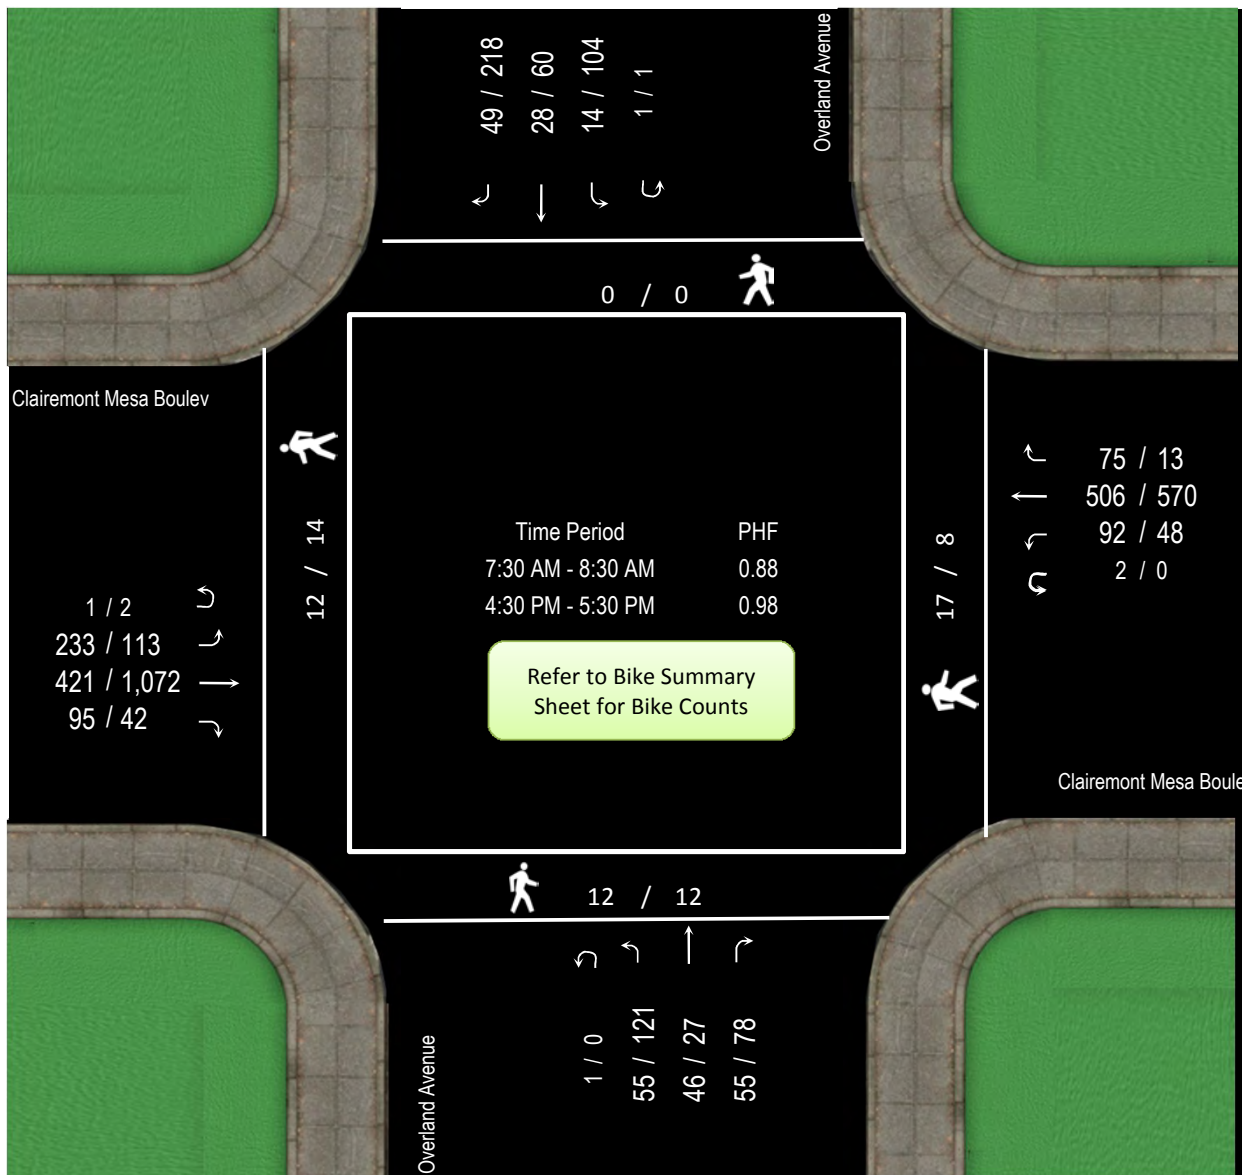 49 / 218
28 / 60
14 / 104
1 / 1
Overland Avenue
0 / 0
Clairemont Mesa Boulev
12 / 14
1 / 2
233 / 113
421 / 1,072
95 / 42
Time Period PHF
7:30 AM - 8:30 AM 0.88
4:30 PM - 5:30 PM 0.98
Refer to Bike Summary
Sheet for Bike Counts
17 / 8
75 / 13
506 / 570
92 / 48
2 / 0
Clairemont Mesa Boule
12 / 12
Overland Avenue
1 / 0
55 / 121
46 / 27
55 / 78